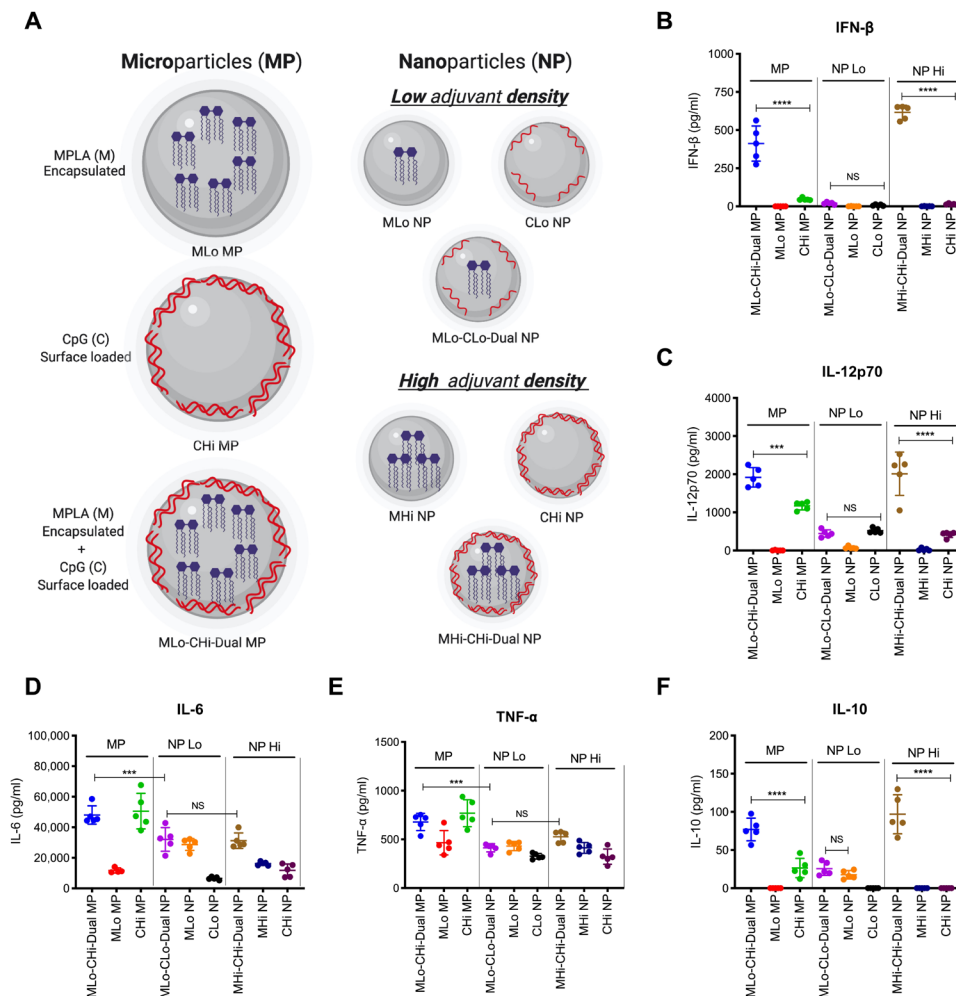 A
Microparticles (MP)
Nanoparticles (NP)
Low adjuvant density
MPLA (M)
Encapsulated
MLo MP
MLo NP
CLo NP
CpG (C)
Surface loaded
MLo-CLo-Dual NP
High adjuvant density
CHi MP
MHi NP
CHi NP
MPLA (M)
Encapsulated
+
CpG (C)
Surface loaded
MLo-CHi-Dual MP
MHi-CHi-Dual NP
B
IFN-β
IFN-β (pg/ml)
1000
750
500
250
0
MP
NP Lo
NP Hi
****
NS
****
MLo-CHi-Dual MP
MLo MP
CHi MP
MLo-CLo-Dual NP
MLo NP
CLo NP
MHi-CHi-Dual NP
MHi NP
CHi NP
C
IL-12p70
IL-12p70 (pg/ml)
4000
3000
2000
1000
0
MP
NP Lo
NP Hi
***
NS
****
MLo-CHi-Dual MP
MLo MP
CHi MP
MLo-CLo-Dual NP
MLo NP
CLo NP
MHi-CHi-Dual NP
MHi NP
CHi NP
D
IL-6
IL-6 (pg/ml)
100,000
80,000
60,000
40,000
20,000
0
MP
NP Lo
NP Hi
***
NS
MLo-CHi-Dual MP
MLo MP
CHi MP
MLo-CLo-Dual NP
MLo NP
CLo NP
MHi-CHi-Dual NP
MHi NP
CHi NP
E
TNF-α
TNF-α (pg/ml)
1500
1000
500
0
MP
NP Lo
NP Hi
***
NS
MLo-CHi-Dual MP
MLo MP
CHi MP
MLo-CLo-Dual NP
MLo NP
CLo NP
MHi-CHi-Dual NP
MHi NP
CHi NP
F
IL-10
IL-10 (pg/ml)
200
150
100
50
0
MP
NP Lo
NP Hi
****
NS
****
MLo-CHi-Dual MP
MLo MP
CHi MP
MLo-CLo-Dual NP
MLo NP
CLo NP
MHi-CHi-Dual NP
MHi NP
CHi NP